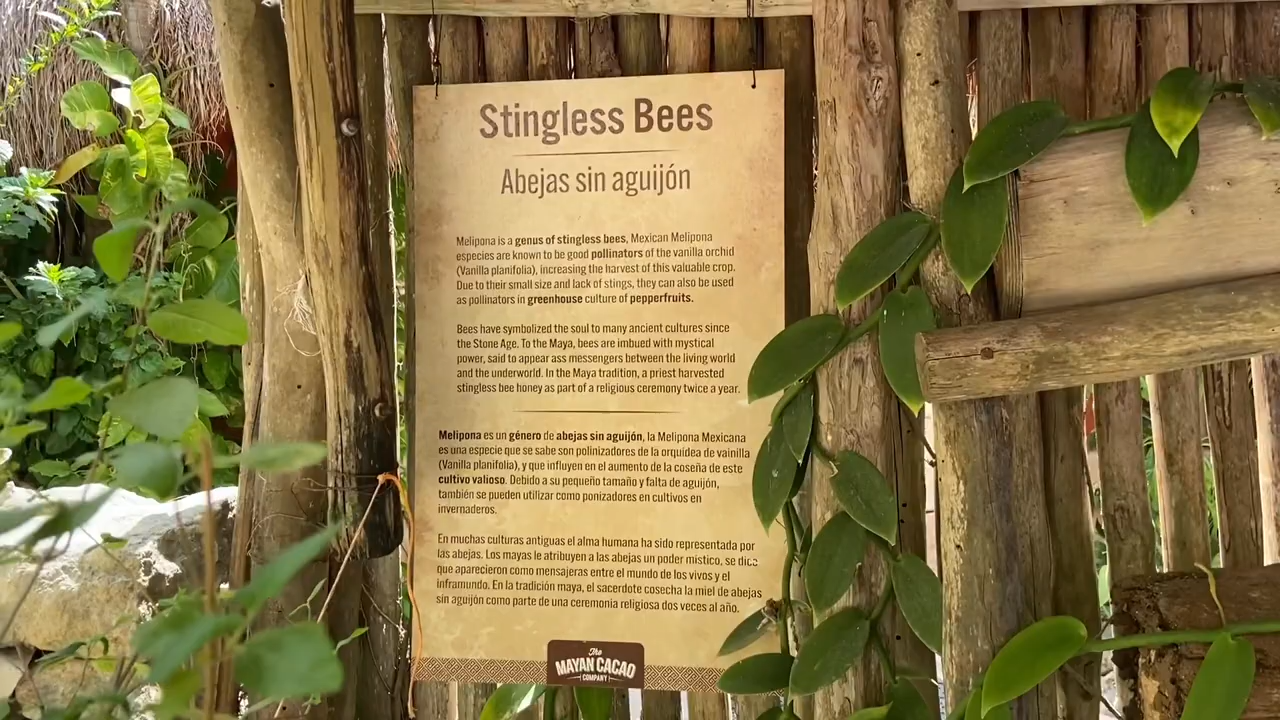 Stingless Bees
Abejas sin aguijón
Melipona is a genus of stingless bees, Mexican Melipona
species are known to be good pollinators of the vanilla orchid
(Vanilla planifolia), increasing the harvest of this valuable crop.
Due to their small size and lack of stings, they can also be used
as pollinators in greenhouse culture of pepperfruits.
Bees have symbolized the soul to many ancient cultures since
the Stone Age. To the Maya, bees are imbued with mystical
power, said to appear ass messengers between the living world
and the underworld. In the Maya tradition, a priest harvested
stingless bee honey as part of a religious ceremony twice a year.
Melipona es un género de abejas sin aguijón, la Melipona Mexicana
es una especie que se sabe son polinizadores de la orquídea de vainilla
(Vanilla planifolia), y que influyen en el aumento de la coseña de este
cultivo valioso. Debido a su pequeño tamaño y falta de aguijón,
también se pueden utilizar como ponizadores en cultivos en
invernaderos.
En muchas culturas antiguas el alma humana ha sido representada por
las abejas. Los mayas le atribuyen a las abejas un poder místico, se dice
que aparecieron como mensajeras entre el mundo de los vivos y el
inframundo. En la tradición maya, el sacerdote cosecha la miel de abejas
sin aguijón como parte de una ceremonia religiosa dos veces al año.
The
MAYAN CACAO
COMPANY